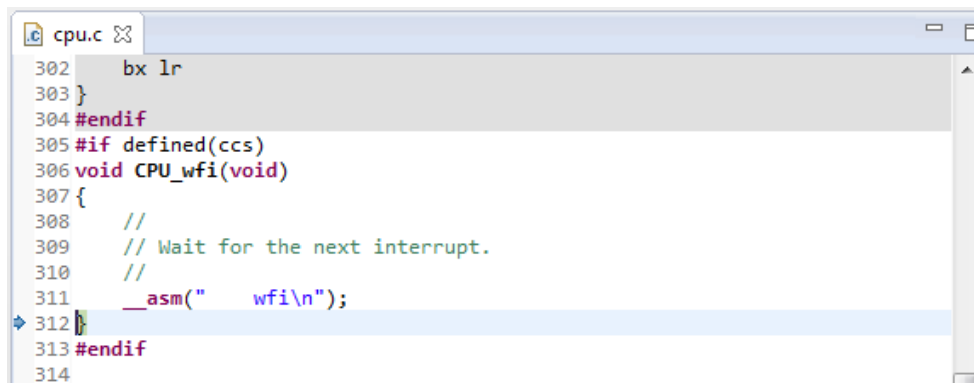 cpu.c
302 bx lr
303 }
304 #endif
305 #if defined(ccs)
306 void CPU_wfi(void)
307 {
308 //
309 // Wait for the next interrupt.
310 //
311 __asm("    wfi\n");
312 }
313 #endif
314